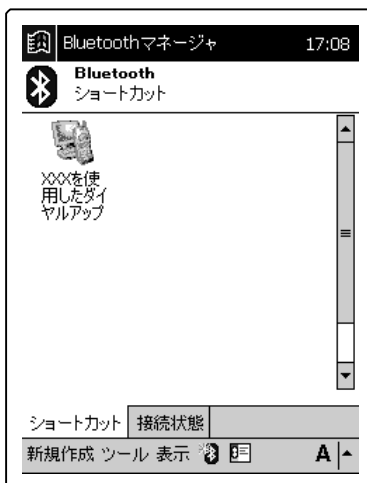 Bluetoothマネージャ 17:08
Bluetooth
ショートカット
XXXを使
用したダイ
ヤルアップ
ショートカット 接続状態
新規作成 ツール 表示 A